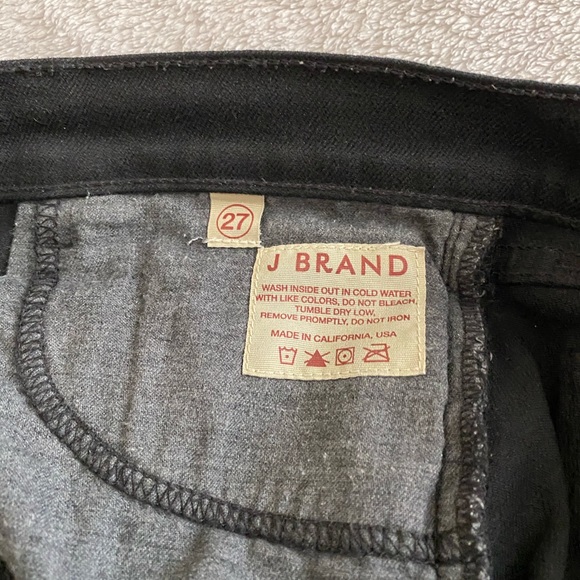 27
J BRAND
WASH INSIDE OUT IN COLD WATER
WITH LIKE COLORS, DO NOT BLEACH,
TUMBLE DRY LOW,
REMOVE PROMPTLY, DO NOT IRON
MADE IN CALIFORNIA, USA